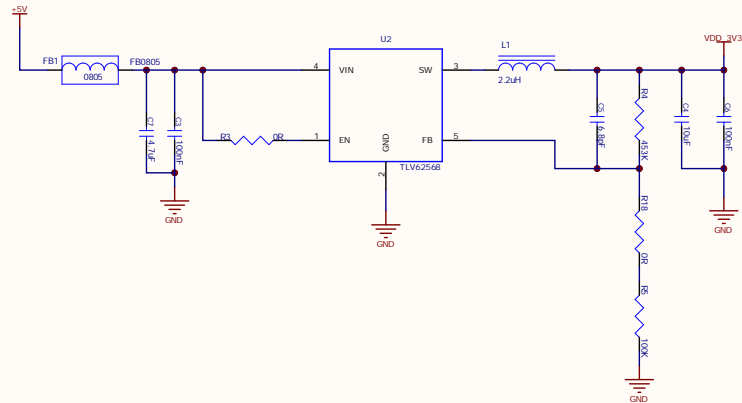 +5V
FB1
0805
FB0805
C7
4.7uF
C3
100nF
GND
R3
0R
U2
4
VIN
SW
3
1
EN
GND
FB
5
2
TLV62568
GND
L1
2.2uH
VDD_3V3
C5
6.8pF
R4
453K
C4
10uF
C6
100nF
GND
R18
0R
R5
100K
GND